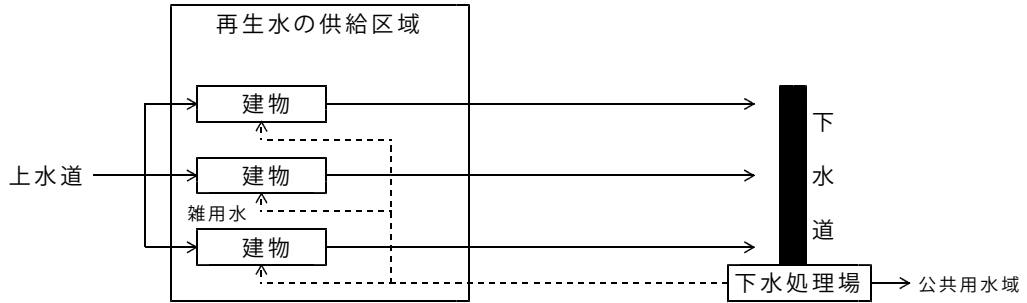 再生水の供給区域
建物
上水道
建物
雑用水
建物
下水道
下水処理場
公共用水域